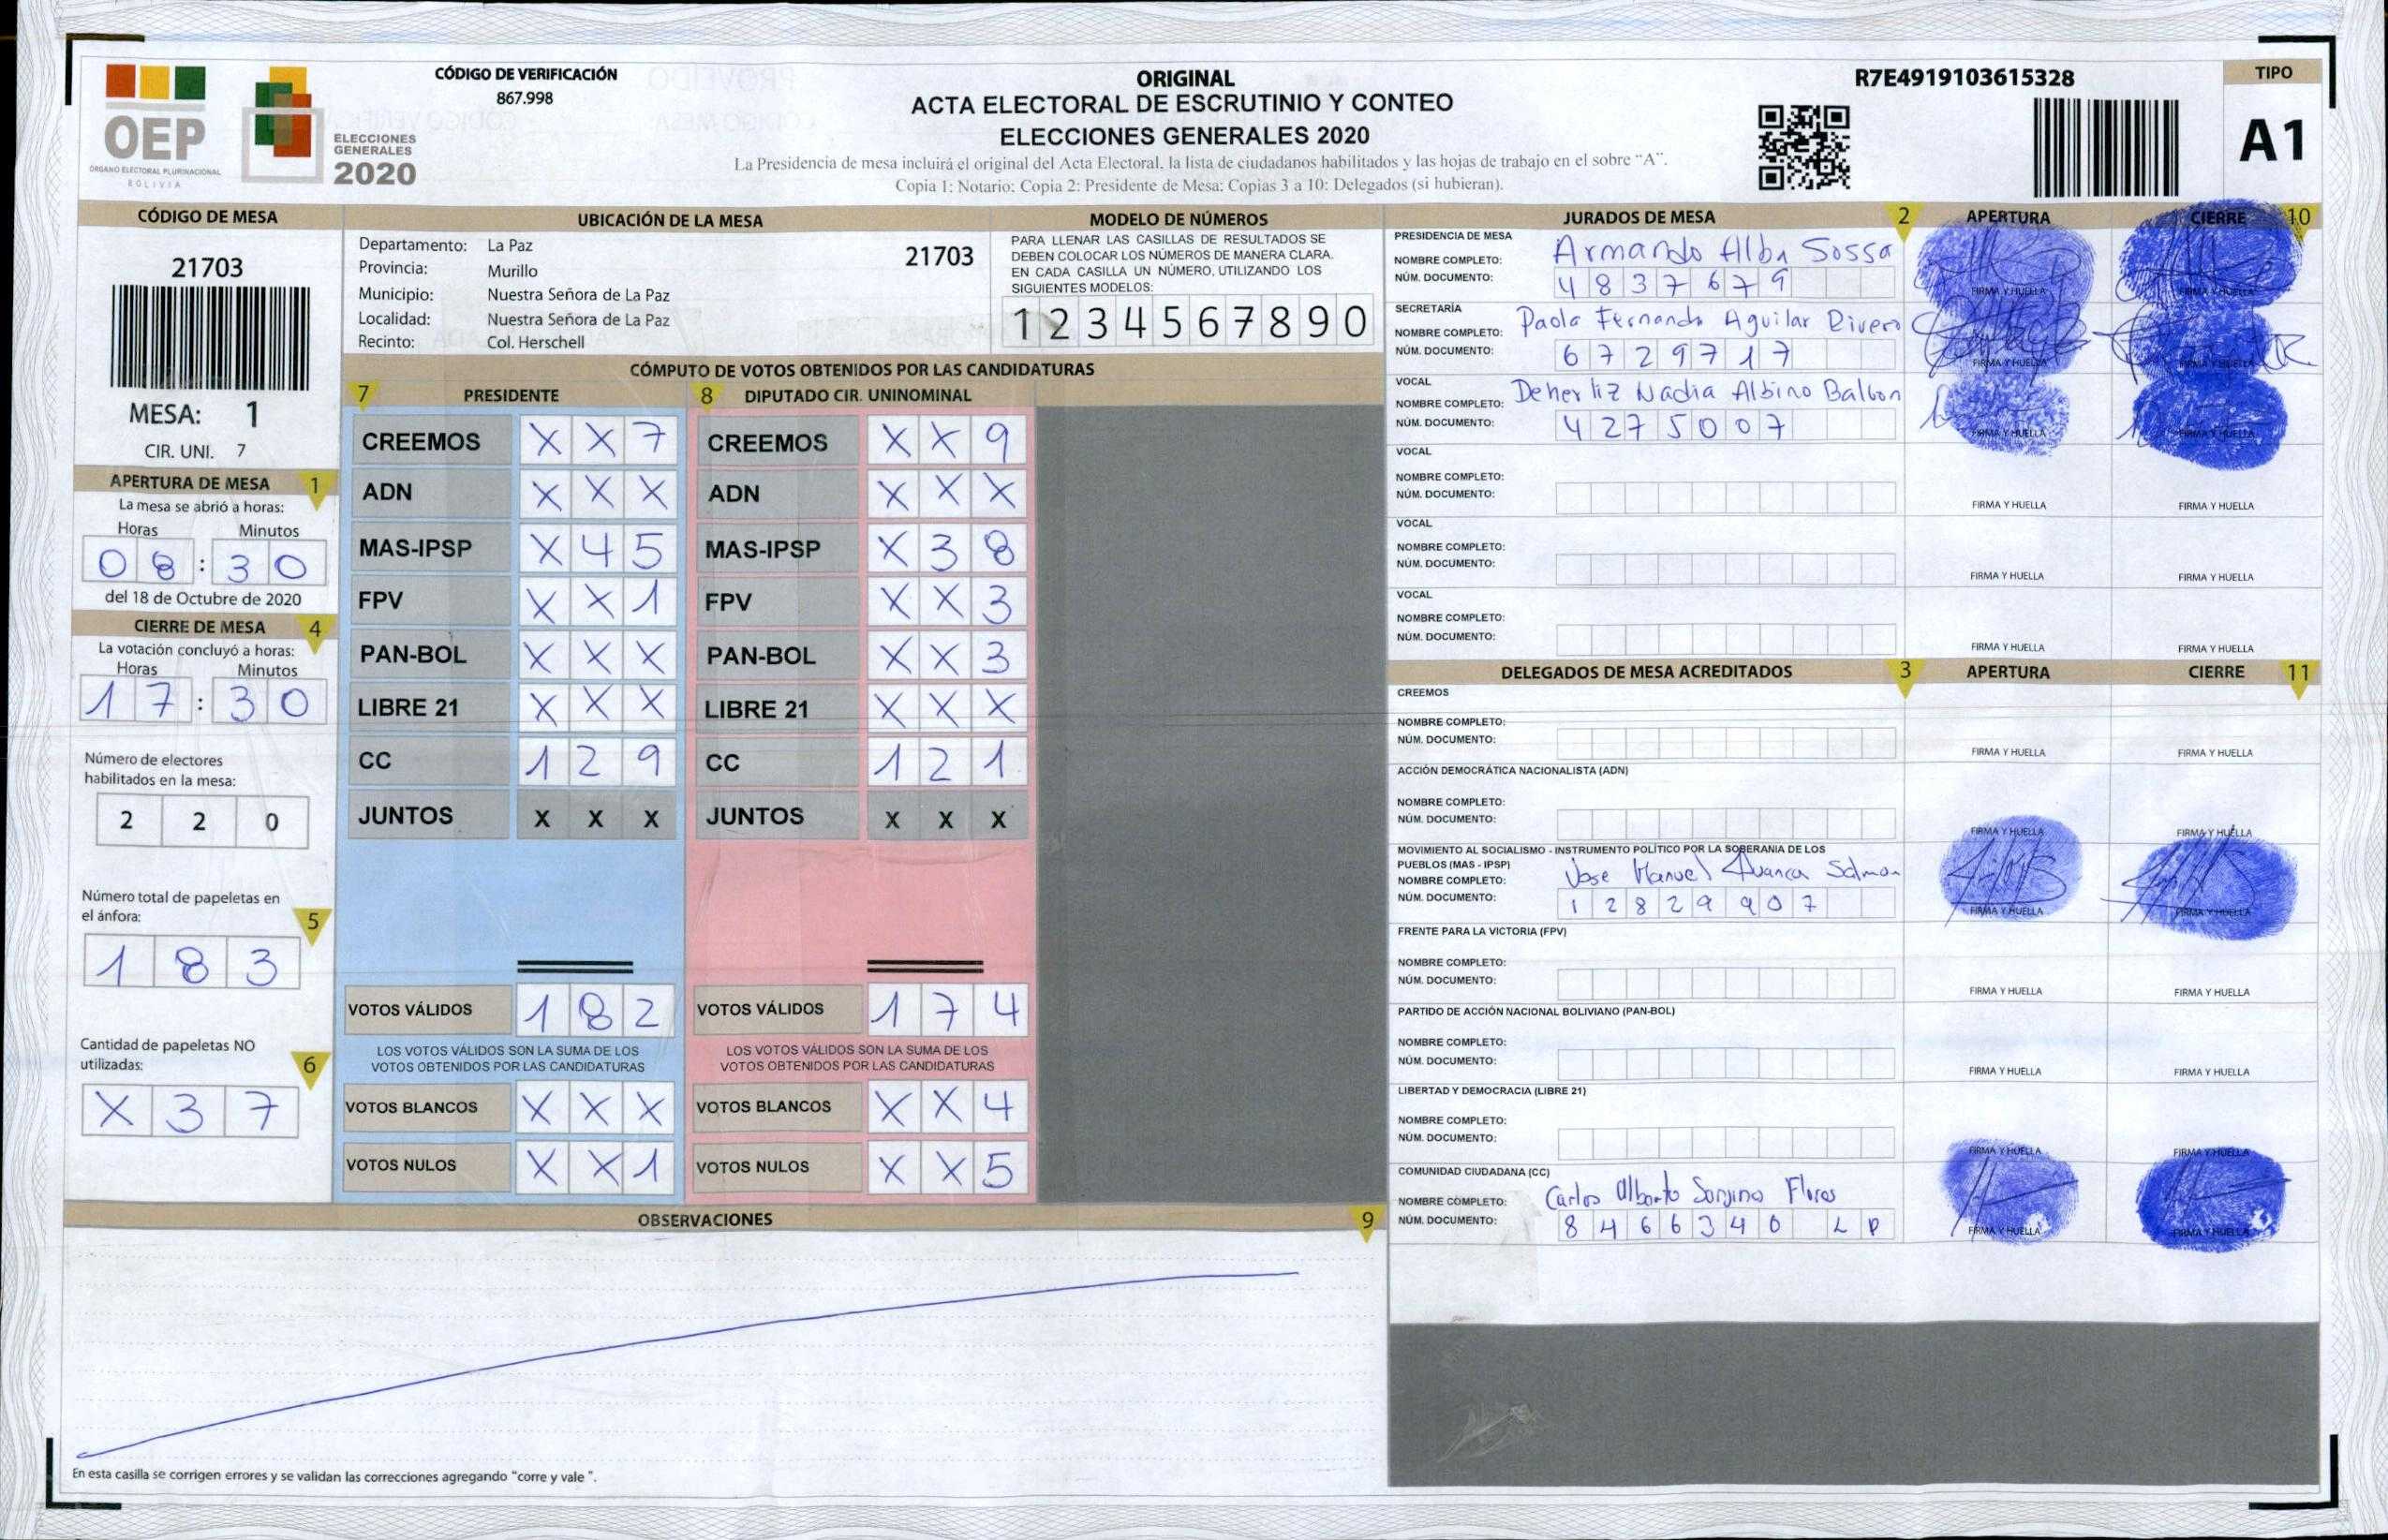 OEP
ÓRGANO ELECTORAL PLURINACIONAL
BOLIVIA
ELECCIONES
GENERALES
2020
CÓDIGO DE VERIFICACIÓN
867.998
ORIGINAL
ACTA ELECTORAL DE ESCRUTINIO Y CONTEO
ELECCIONES GENERALES 2020
La Presidencia de mesa incluirá el original del Acta Electoral, la lista de ciudadanos habilitados y las hojas de trabajo en el sobre "A".
Copia 1: Notario; Copia 2: Presidente de Mesa; Copias 3 a 10: Delegados (si hubieran).
R7E4919103615328
TIPO
A1
CÓDIGO DE MESA
21703
MESA: 1
CIR. UNI. 7
APERTURA DE MESA 1
La mesa se abrió a horas:
Horas Minutos
08:30
del 18 de Octubre de 2020
CIERRE DE MESA 4
La votación concluyó a horas:
Horas Minutos
17:30
Número de electores
habilitados en la mesa:
2 2 0
Número total de papeletas en
el ánfora: 5
1 8 3
Cantidad de papeletas NO
utilizadas: 6
X 3 7
UBICACIÓN DE LA MESA
Departamento: La Paz 21703
Provincia: Murillo
Municipio: Nuestra Señora de La Paz
Localidad: Nuestra Señora de La Paz
Recinto: Col. Herschell
MODELO DE NÚMEROS
PARA LLENAR LAS CASILLAS DE RESULTADOS SE
DEBEN COLOCAR LOS NÚMEROS DE MANERA CLARA.
EN CADA CASILLA UN NÚMERO, UTILIZANDO LOS
SIGUIENTES MODELOS:
1 2 3 4 5 6 7 8 9 0
CÓMPUTO DE VOTOS OBTENIDOS POR LAS CANDIDATURAS
7 PRESIDENTE 8 DIPUTADO CIR. UNINOMINAL
CREEMOS X X 7 CREEMOS X X 9
ADN X X X ADN X X X
MAS-IPSP X 4 5 MAS-IPSP X 3 8
FPV X X 1 FPV X X 3
PAN-BOL X X X PAN-BOL X X 3
LIBRE 21 X X X LIBRE 21 X X X
CC 1 2 9 CC 1 2 1
JUNTOS X X X JUNTOS X X X
VOTOS VÁLIDOS 1 8 2 VOTOS VÁLIDOS 1 7 4
LOS VOTOS VÁLIDOS SON LA SUMA DE LOS LOS VOTOS VÁLIDOS SON LA SUMA DE LOS
VOTOS OBTENIDOS POR LAS CANDIDATURAS VOTOS OBTENIDOS POR LAS CANDIDATURAS
VOTOS BLANCOS X X X VOTOS BLANCOS X X 4
VOTOS NULOS X X 1 VOTOS NULOS X X 5
OBSERVACIONES 9
En esta casilla se corrigen errores y se validan las correcciones agregando "corre y vale ".
JURADOS DE MESA 2 APERTURA CIERRE 10
PRESIDENCIA DE MESA
NOMBRE COMPLETO: Armando Alba Sossa
NÚM. DOCUMENTO: 4837679
FIRMA Y HUELLA FIRMA Y HUELLA
SECRETARÍA
NOMBRE COMPLETO: Paola Fernanda Aguilar Rivero
NÚM. DOCUMENTO: 6729717
FIRMA Y HUELLA FIRMA Y HUELLA
VOCAL
NOMBRE COMPLETO: Nadia Albino
NÚM. DOCUMENTO: 4275007
FIRMA Y HUELLA FIRMA Y HUELLA
VOCAL
NOMBRE COMPLETO:
NÚM. DOCUMENTO:
FIRMA Y HUELLA FIRMA Y HUELLA
VOCAL
NOMBRE COMPLETO:
NÚM. DOCUMENTO:
FIRMA Y HUELLA FIRMA Y HUELLA
VOCAL
NOMBRE COMPLETO:
NÚM. DOCUMENTO:
FIRMA Y HUELLA FIRMA Y HUELLA
DELEGADOS DE MESA ACREDITADOS 3 APERTURA CIERRE 11
CREEMOS
NOMBRE COMPLETO:
NÚM. DOCUMENTO:
FIRMA Y HUELLA FIRMA Y HUELLA
ACCIÓN DEMOCRÁTICA NACIONALISTA (ADN)
NOMBRE COMPLETO:
NÚM. DOCUMENTO:
FIRMA Y HUELLA FIRMA Y HUELLA
MOVIMIENTO AL SOCIALISMO - INSTRUMENTO POLÍTICO POR LA SOBERANIA DE LOS
PUEBLOS (MAS - IPSP)
NOMBRE COMPLETO: Jose Manuel
NÚM. DOCUMENTO: 12829907
FIRMA Y HUELLA FIRMA Y HUELLA
FRENTE PARA LA VICTORIA (FPV)
NOMBRE COMPLETO:
NÚM. DOCUMENTO:
FIRMA Y HUELLA FIRMA Y HUELLA
PARTIDO DE ACCIÓN NACIONAL BOLIVIANO (PAN-BOL)
NOMBRE COMPLETO:
NÚM. DOCUMENTO:
FIRMA Y HUELLA FIRMA Y HUELLA
LIBERTAD Y DEMOCRACIA (LIBRE 21)
NOMBRE COMPLETO:
NÚM. DOCUMENTO:
FIRMA Y HUELLA FIRMA Y HUELLA
COMUNIDAD CIUDADANA (CC)
NOMBRE COMPLETO: Carlos Alberto Sonjino Flores
NÚM. DOCUMENTO: 8466340 LP
FIRMA Y HUELLA FIRMA Y HUELLA